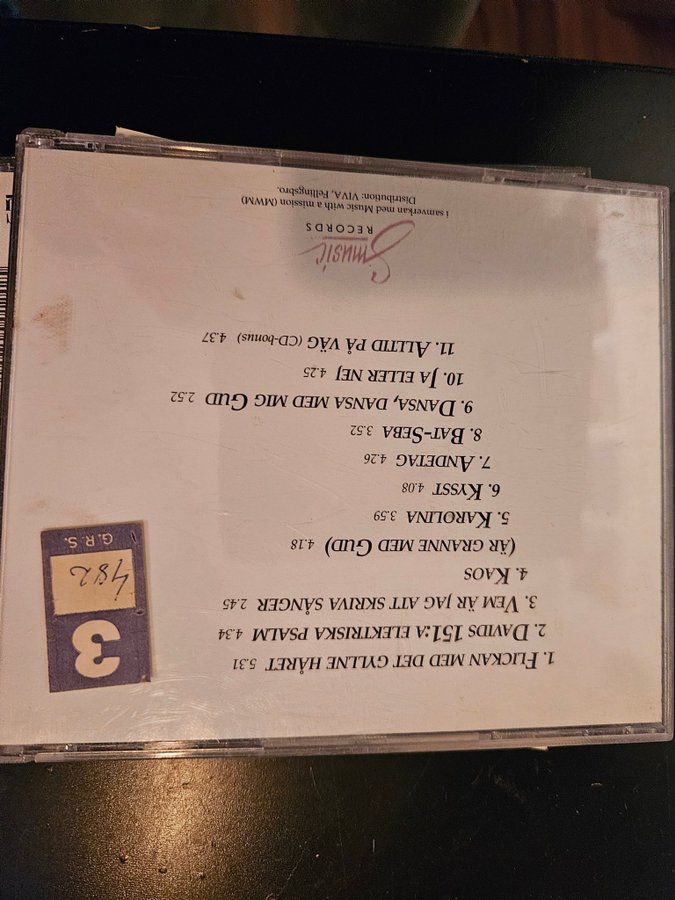 1. FLICKAN MED DET GYLLNE HÅRET 5.31
2. DAVIDS 151:A ELEKTRISKA PSALM 4.34
3. VEM ÄR JAG ATT SKRIVA SÅNGER 2.45
4. KAOS
(ÄR GRANNE MED GUD) 4.18
5. KAROLINA 3.59
6. KYSST 4.08
7. ANDETAG 4.26
8. BAT-SEBA 3.52
9. DANSA, DANSA MED MIG GUD 2.52
10. JA ELLER NEJ 4.25
11. ALLTID PÅ VÄG (CD-bonus) 4.37
3
482
G.R.S.
Smusic
RECORDS
i samverkan med Music with a mission (MWM)
Distribution: VIVA, Fellingsbro.